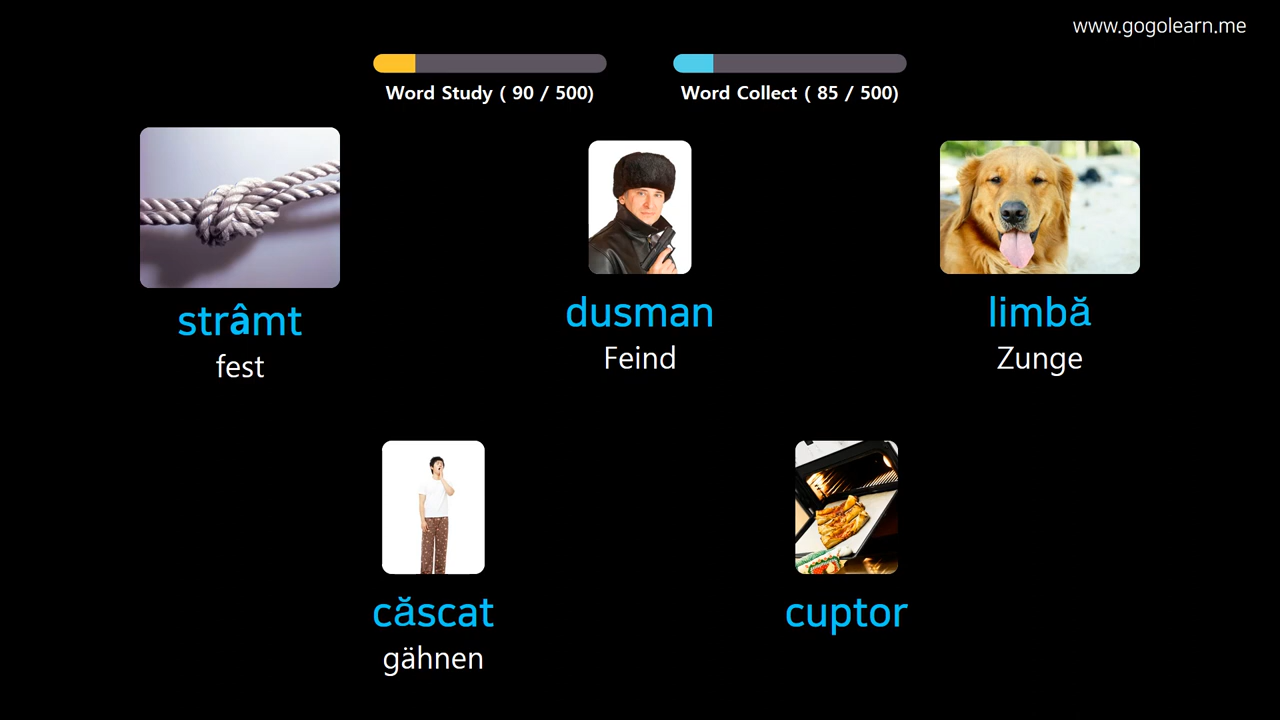 www.gogolearn.me
Word Study ( 90 / 500)
Word Collect ( 85 / 500)
strâmt
fest
dusman
Feind
limbă
Zunge
căscat
gähnen
cuptor